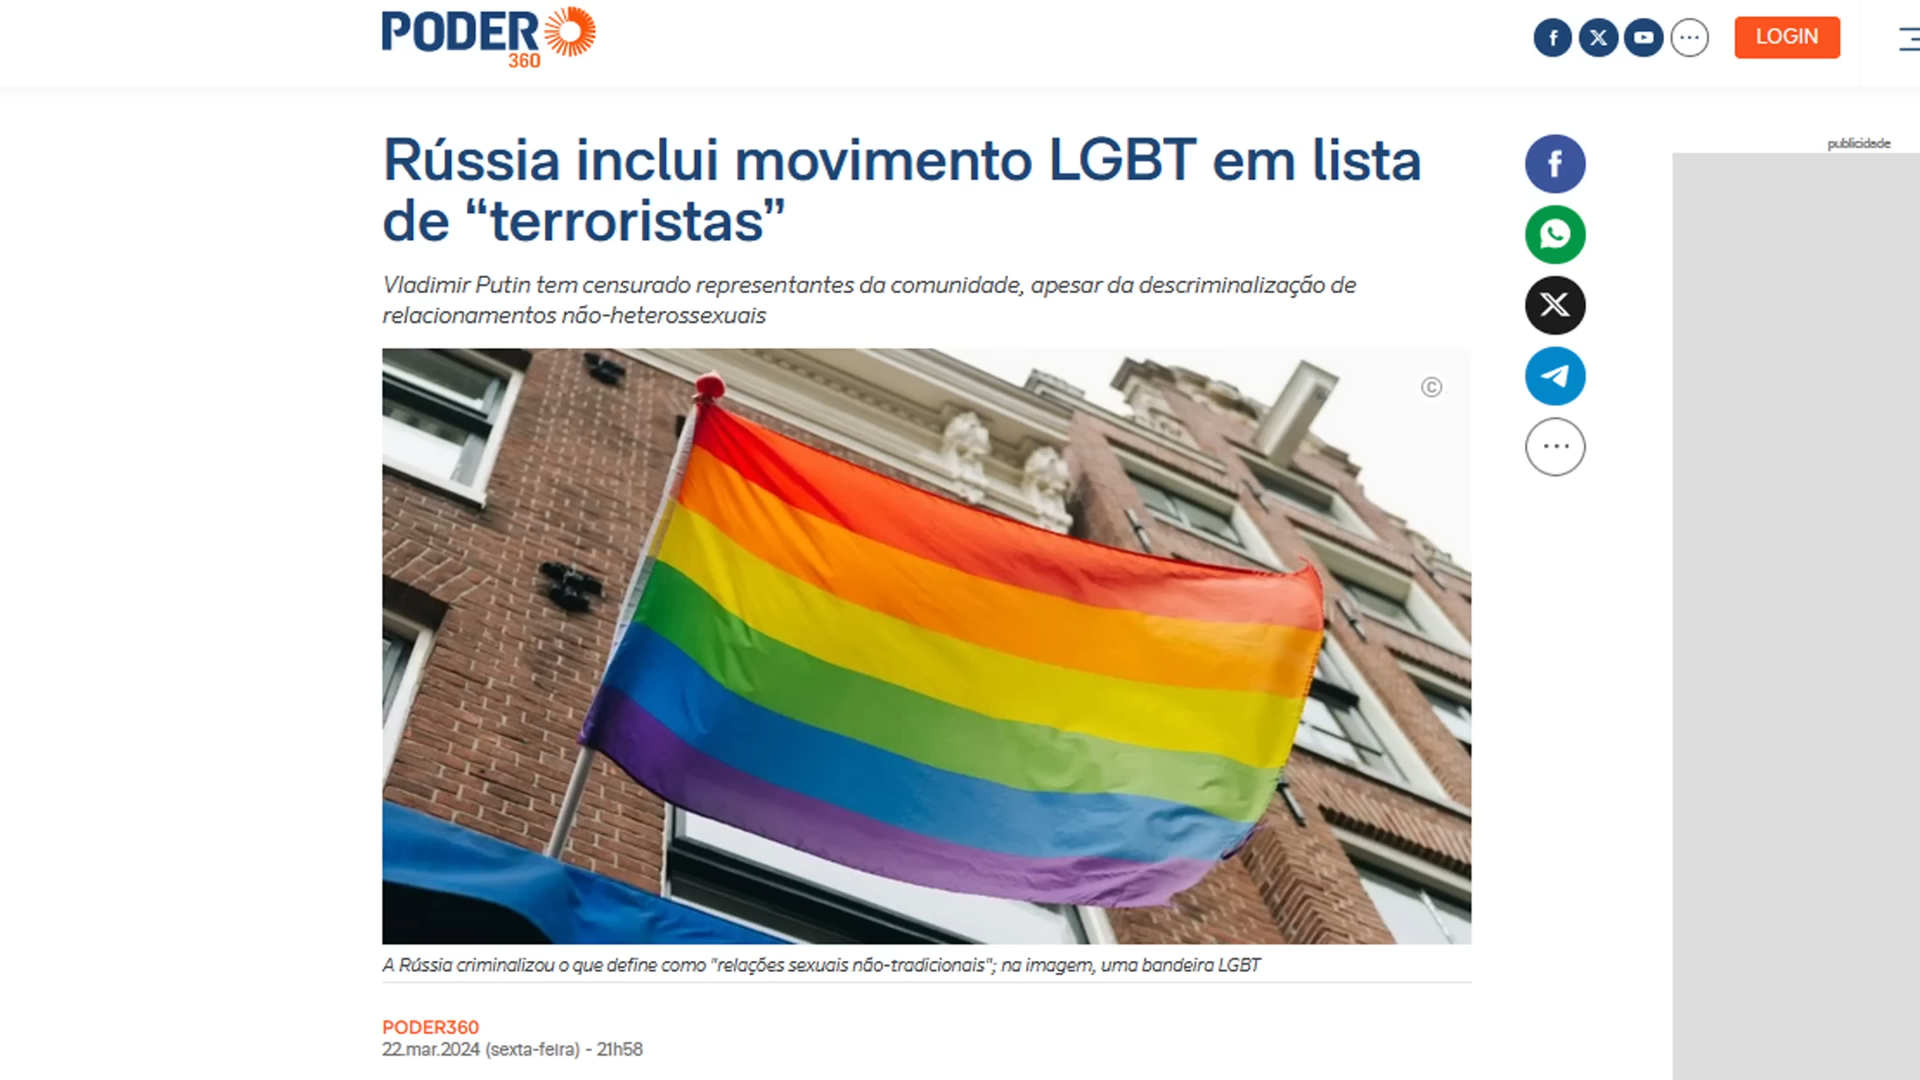 PODER
360
LOGIN
publicidade
Rússia inclui movimento LGBT em lista
de “terroristas”
Vladimir Putin tem censurado representantes da comunidade, apesar da descriminalização de
relacionamentos não-heterossexuais
©
A Rússia criminalizou o que define como "relações sexuais não-tradicionais"; na imagem, uma bandeira LGBT
PODER360
22.mar.2024 (sexta-feira) - 21h58